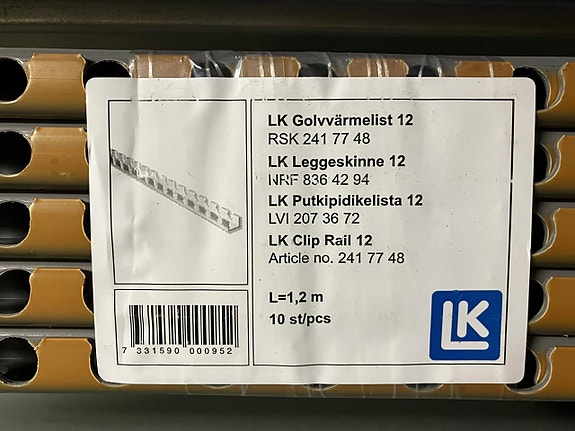 LK Golvvärmelist 12
RSK 241 77 48
LK Leggeskinne 12
NRF 836 42 94
LK Putkipidikelista 12
LVI 207 36 72
LK Clip Rail 12
Article no. 241 77 48
L=1,2 m
10 st/pcs
LK
7 331590 000952